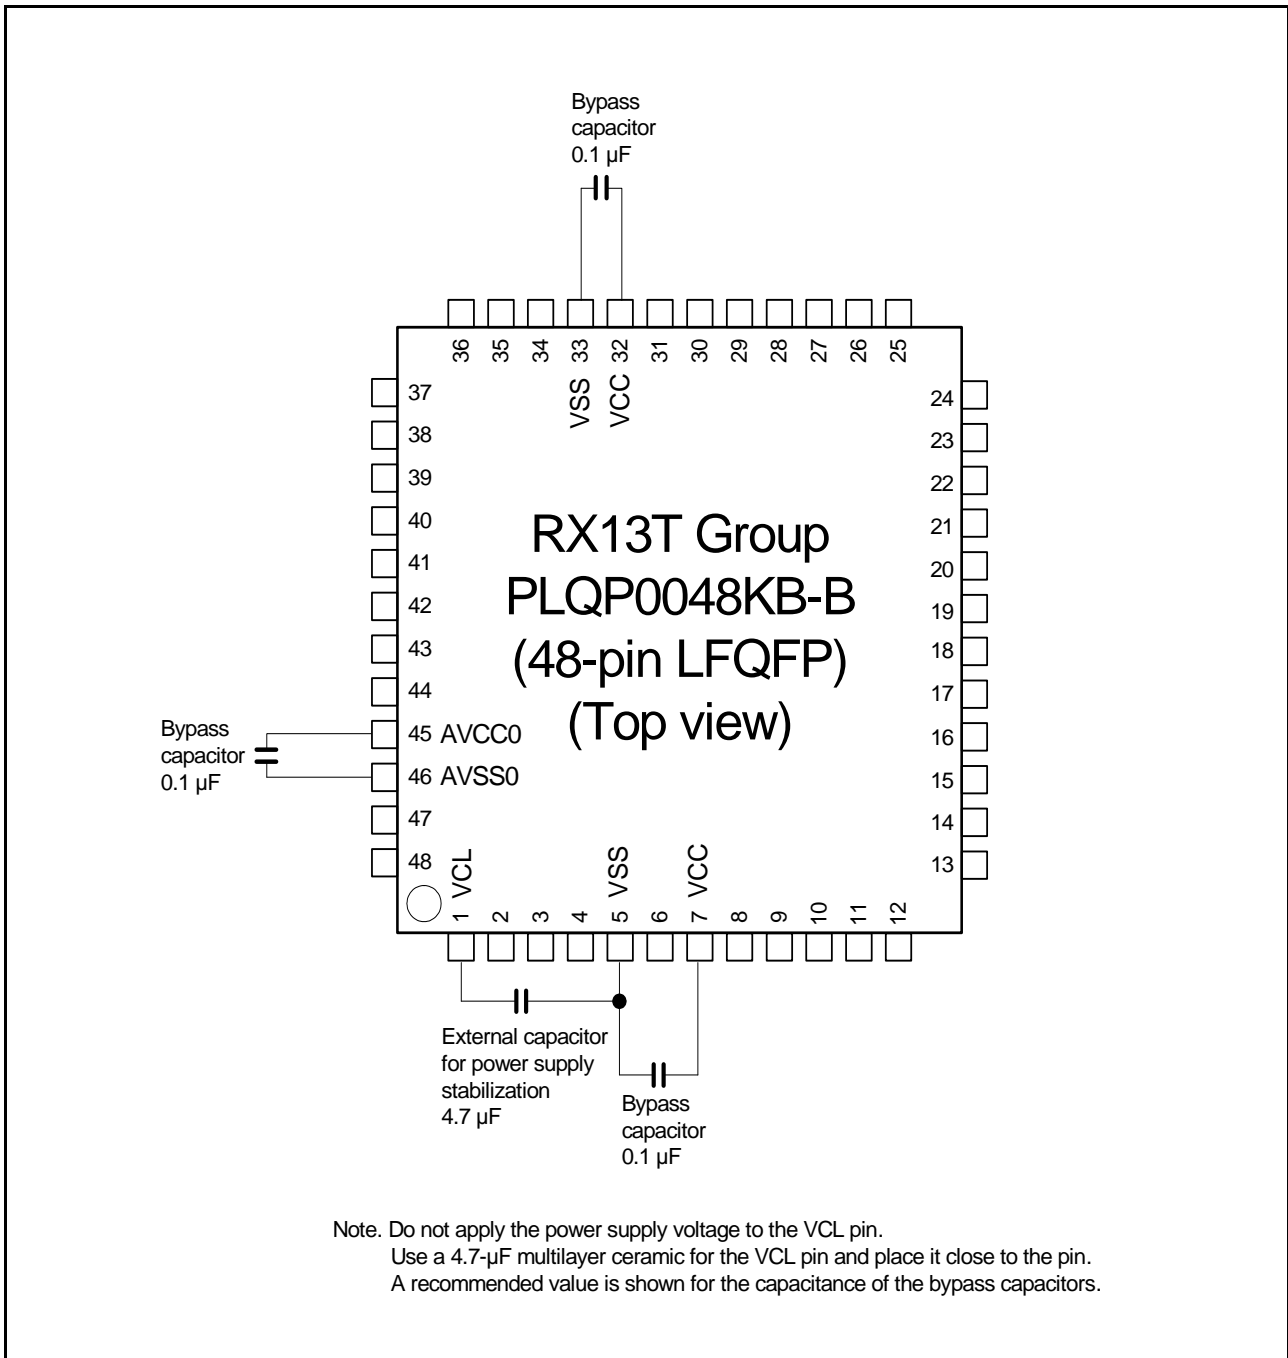 Bypass
capacitor
0.1 µF
36
35
34
33
32
31
30
29
28
27
26
25
VSS
VCC
37
38
39
40
41
42
43
44
45 AVCC0
46 AVSS0
47
48
24
23
22
21
20
19
18
17
16
15
14
13
RX13T Group
PLQP0048KB-B
(48-pin LFQFP)
(Top view)
Bypass
capacitor
0.1 µF
VCL
VSS
VCC
1
2
3
4
5
6
7
8
9
10
11
12
External capacitor
for power supply
stabilization
4.7 µF
Bypass
capacitor
0.1 µF
Note. Do not apply the power supply voltage to the VCL pin.
Use a 4.7-µF multilayer ceramic for the VCL pin and place it close to the pin.
A recommended value is shown for the capacitance of the bypass capacitors.